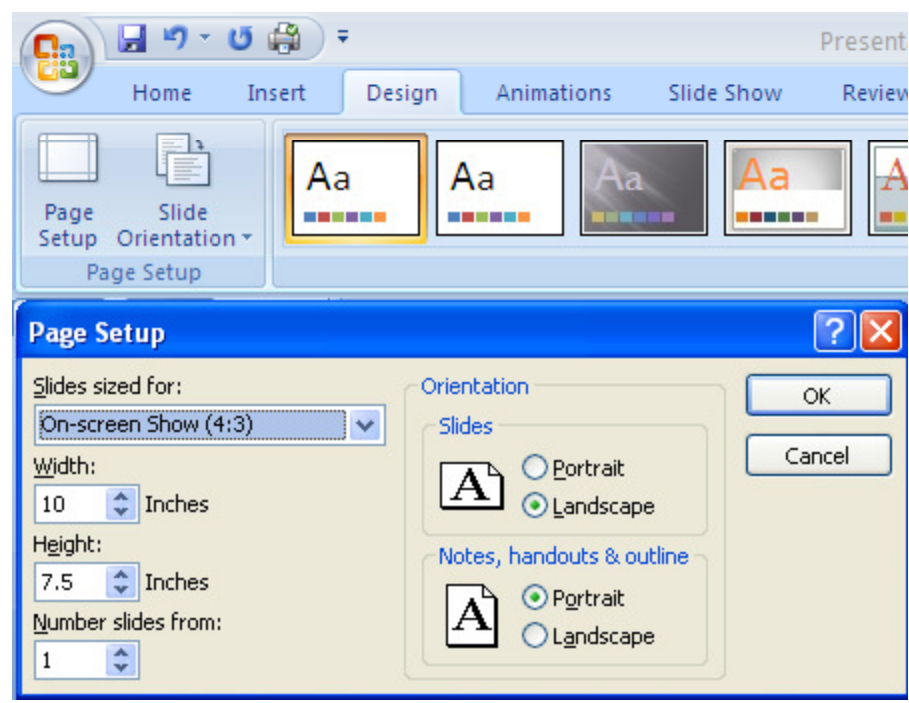 Present
Home Insert Design Animations Slide Show Review
Aa Aa Aa Aa A
Page Setup
Slide Orientation
Page Setup
Page Setup
Slides sized for:
On-screen Show (4:3)
Width:
10 Inches
Height:
7.5 Inches
Number slides from:
1
Orientation
Slides
A
Portrait
Landscape
Notes, handouts & outline
A
Portrait
Landscape
OK
Cancel